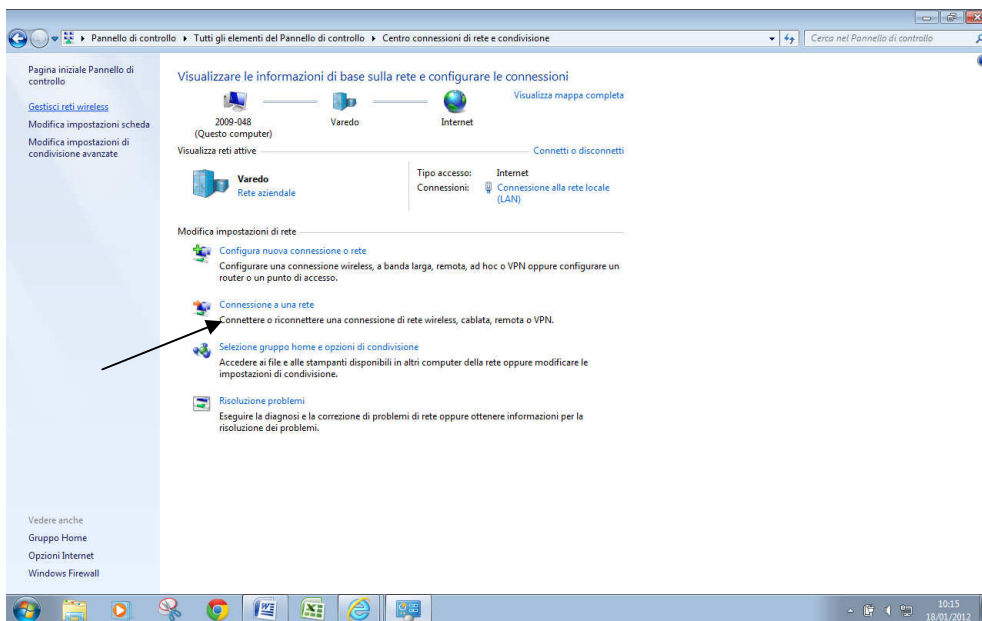 Pannello di controllo Tutti gli elementi del Pannello di controllo Centro connessioni di rete e condivisione
Cerca nel Pannello di controllo
Pagina iniziale Pannello di
controllo
Gestisci reti wireless
Modifica impostazioni scheda
Modifica impostazioni di
condivisione avanzate
Visualizzare le informazioni di base sulla rete e configurare le connessioni
Visualizza mappa completa
2009-048
(Questo computer)
Varedo
Internet
Visualizza reti attive
Connetti o disconnetti
Varedo
Rete aziendale
Tipo accesso: Internet
Connessioni: Connessione alla rete locale
(LAN)
Modifica impostazioni di rete
Configura nuova connessione o rete
Configurare una connessione wireless, a banda larga, remota, ad hoc o VPN oppure configurare un
router o un punto di accesso.
Connessione a una rete
Connettere o riconnettere una connessione di rete wireless, cablata, remota o VPN.
Selezione gruppo home e opzioni di condivisione
Accedere ai file e alle stampanti disponibili in altri computer della rete oppure modificare le
impostazioni di condivisione.
Risoluzione problemi
Eseguire la diagnosi e la correzione di problemi di rete oppure ottenere informazioni per la
risoluzione dei problemi.
Vedere anche
Gruppo Home
Opzioni Internet
Windows Firewall
10:15
18/01/2012